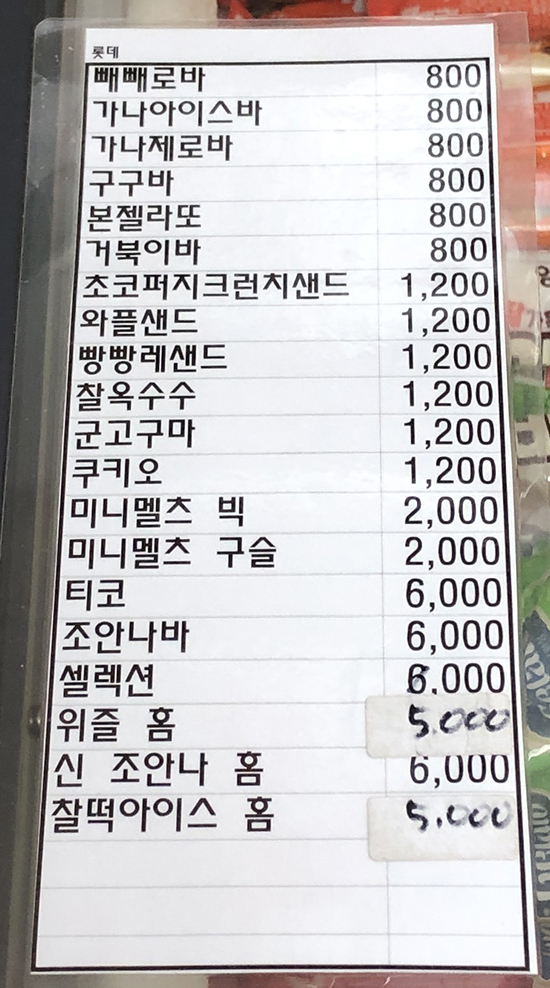 롯데
빼빼로바 800
가나아이스바 800
가나제로바 800
구구바 800
본젤라또 800
거북이바 800
초코퍼지크런치샌드 1,200
와플샌드 1,200
빵빵레샌드 1,200
찰옥수수 1,200
군고구마 1,200
쿠키오 1,200
미니멜츠 빅 2,000
미니멜츠 구슬 2,000
티코 6,000
조안나바 6,000
셀렉션 6.000
위즐 홈 5.000
신 조안나 홈 6,000
찰떡아이스 홈 5.000